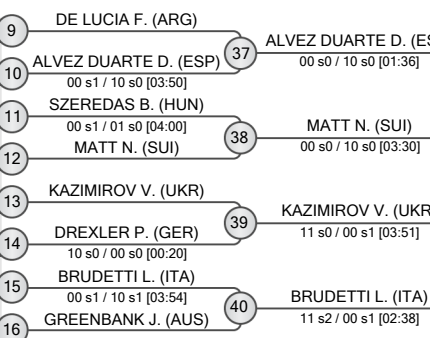 9
DE LUCIA F. (ARG)
37
ALVEZ DUARTE D. (ES
00 s0 / 10 s0 [01:36]
10
ALVEZ DUARTE D. (ESP)
00 s1 / 10 s0 [03:50]
11
SZEREDAS B. (HUN)
00 s1 / 01 s0 [04:00]
38
MATT N. (SUI)
00 s0 / 10 s0 [03:30]
12
MATT N. (SUI)
13
KAZIMIROV V. (UKR)
39
KAZIMIROV V. (UKR
11 s0 / 00 s1 [03:51]
14
DREXLER P. (GER)
10 s0 / 00 s0 [00:20]
15
BRUDETTI L. (ITA)
00 s1 / 10 s1 [03:54]
40
BRUDETTI L. (ITA)
11 s2 / 00 s1 [02:38]
16
GREENBANK J. (AUS)